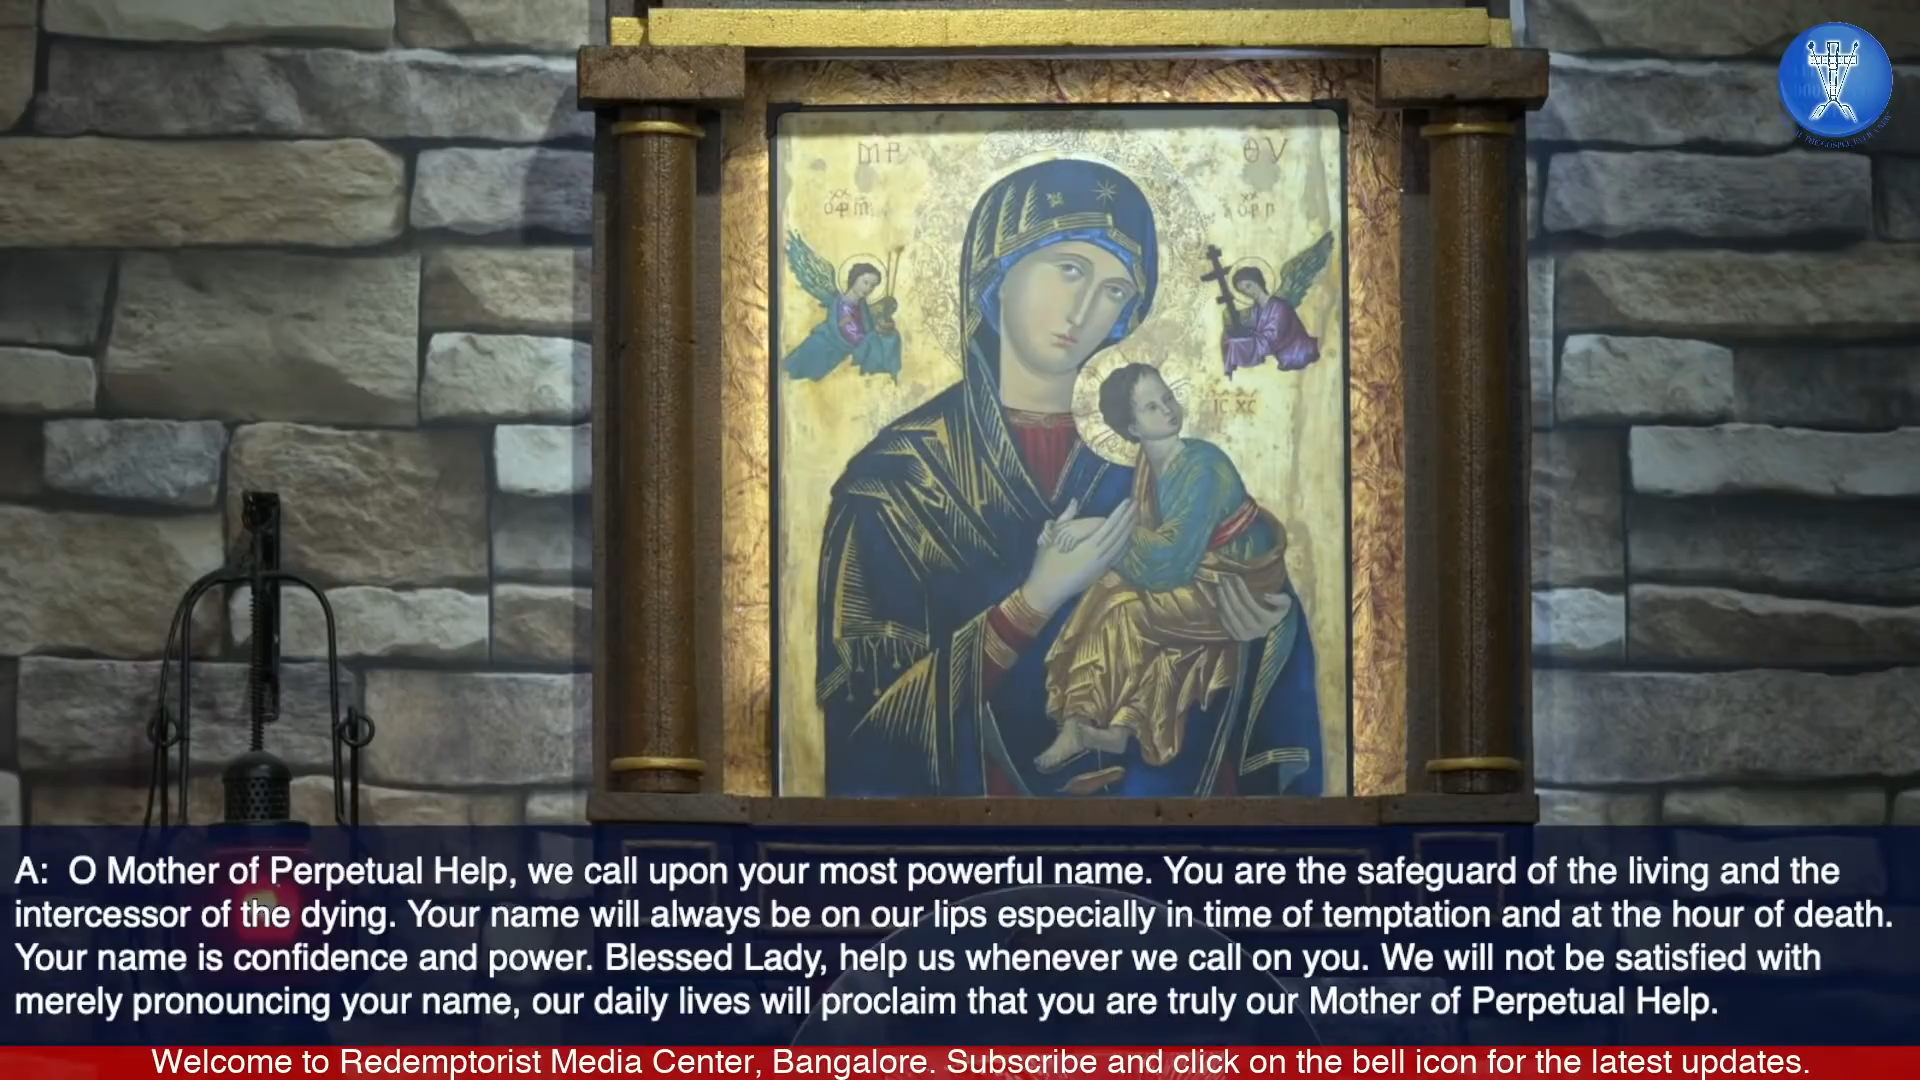 ΜΡ ΘV
IC XC
A: O Mother of Perpetual Help, we call upon your most powerful name. You are the safeguard of the living and the
intercessor of the dying. Your name will always be on our lips especially in time of temptation and at the hour of death.
Your name is confidence and power. Blessed Lady, help us whenever we call on you. We will not be satisfied with
merely pronouncing your name, our daily lives will proclaim that you are truly our Mother of Perpetual Help.
Welcome to Redemptorist Media Center, Bangalore. Subscribe and click on the bell icon for the latest updates.